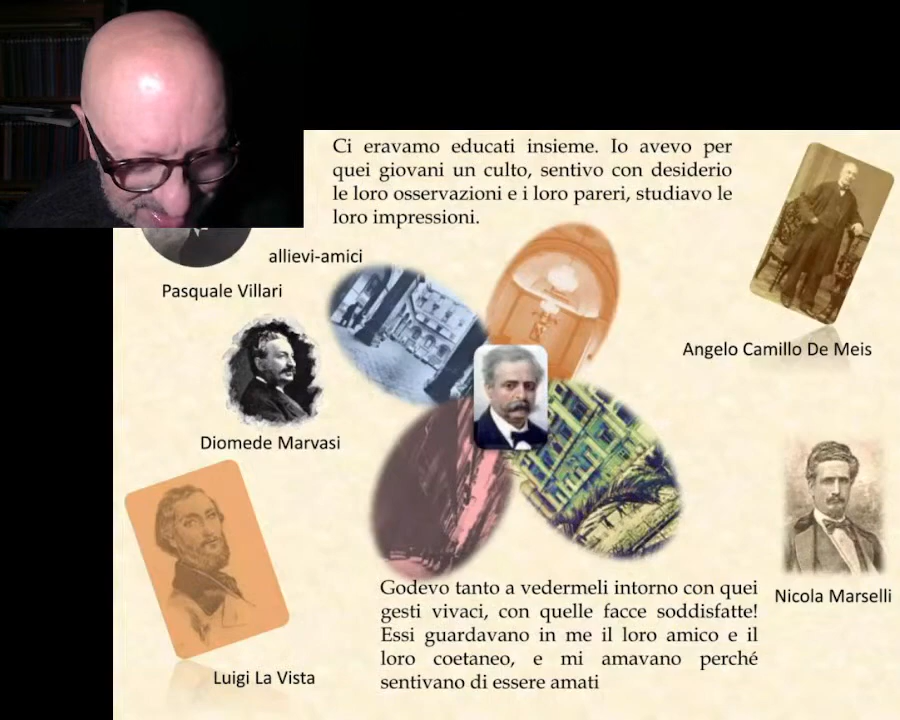 Ci eravamo educati insieme. Io avevo per
quei giovani un culto, sentivo con desiderio
le loro osservazioni e i loro pareri, studiavo le
loro impressioni.
allievi-amici
Pasquale Villari
Angelo Camillo De Meis
Diomede Marvasi
Godevo tanto a vedermeli intorno con quei
gesti vivaci, con quelle facce soddisfatte!
Essi guardavano in me il loro amico e il
loro coetaneo, e mi amavano perché
sentivano di essere amati
Nicola Marselli
Luigi La Vista